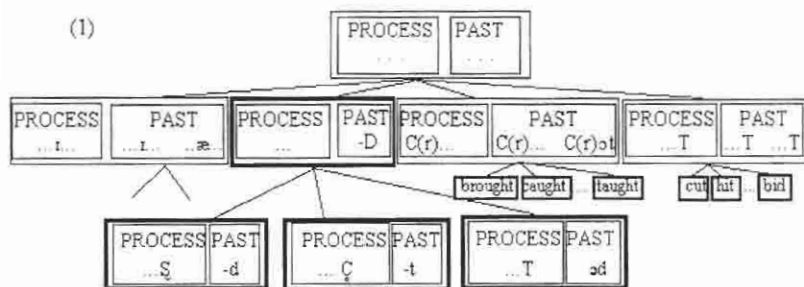 (1)
PROCESS PAST
... ...
PROCESS PAST PROCESS PAST PROCESS PAST PROCESS PAST
...ɪ... ...ɪ... ...æ... ... -D C(r)... C(r)... C(r)ɔt ...T ...T ...T
brought caught ... taught cut hit ... bid
PROCESS PAST PROCESS PAST PROCESS PAST
...S̬ -d ...C̥ -t ...T əd